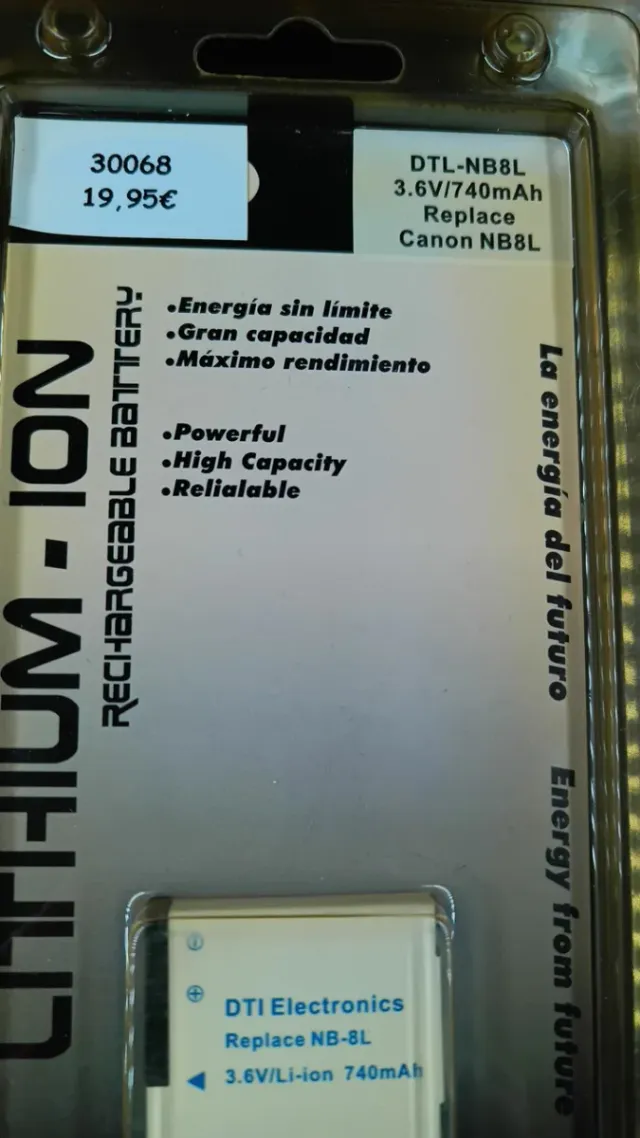 30068
19,95€
DTL-NB8L
3.6V/740mAh
Replace
Canon NB8L
•Energía sin límite
•Gran capacidad
•Máximo rendimiento
•Powerful
•High Capacity
•Relialable
LITHIUM - ION
RECHARGEABLE BATTTERY
La energía del futuro
Energy from future
DTI Electronics
Replace NB-8L
3.6V/Li-ion 740mAh